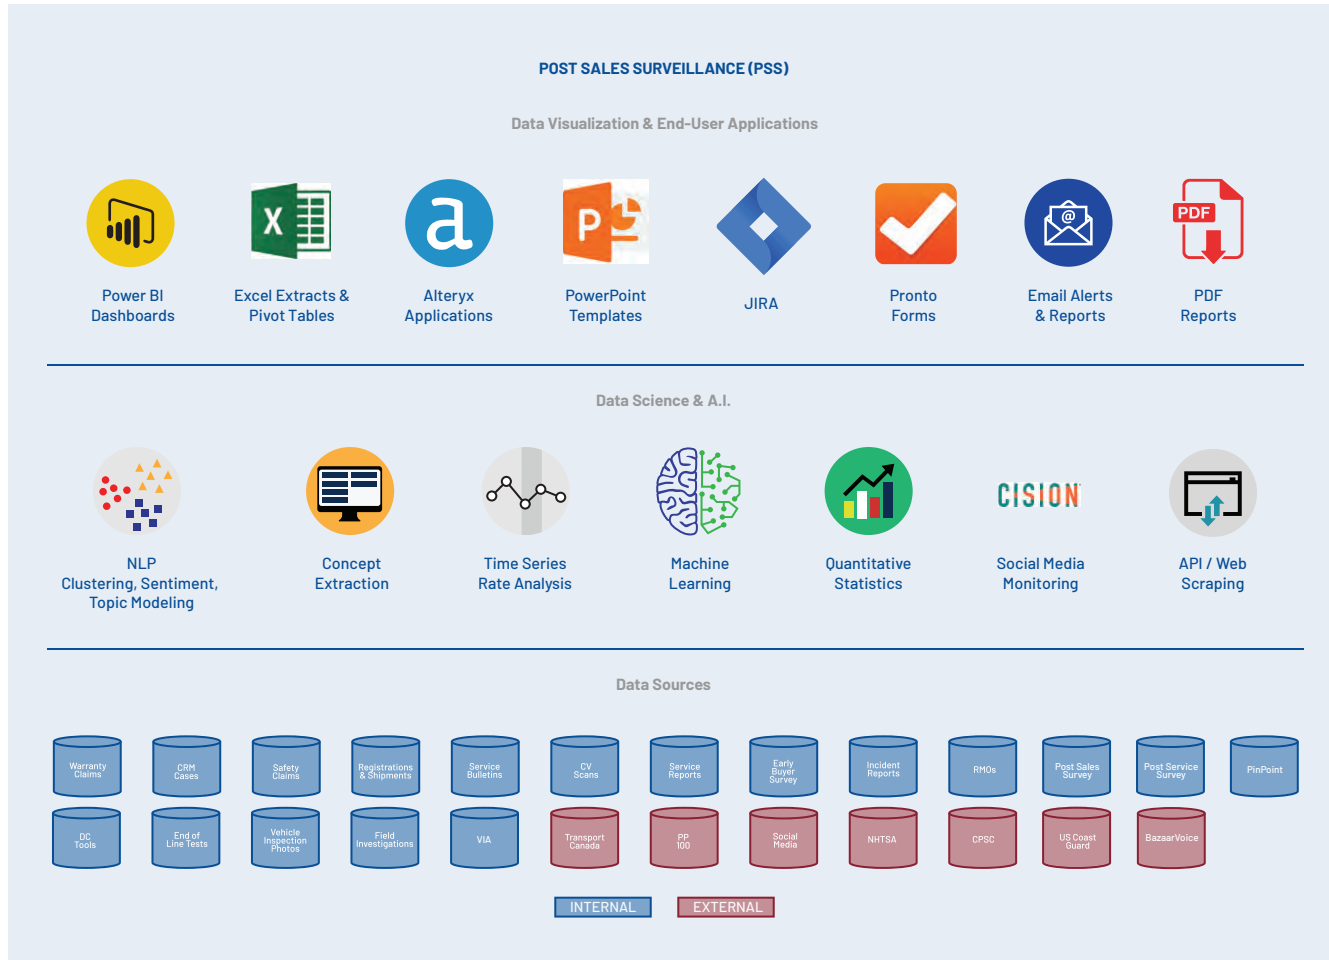 POST SALES SURVEILLANCE (PSS)
Data Visualization & End-User Applications
X
a
P
@
PDF
Power BI
Dashboards
Excel Extracts &
Pivot Tables
Alteryx
Applications
PowerPoint
Templates
JIRA
Pronto
Forms
Email Alerts
& Reports
PDF
Reports
Data Science & A.I.
CISION
NLP
Clustering, Sentiment,
Topic Modeling
Concept
Extraction
Time Series
Rate Analysis
Machine
Learning
Quantitative
Statistics
Social Media
Monitoring
API / Web
Scraping
Data Sources
Warranty
Claims
CRM
Cases
Safety
Claims
Registrations
& Shipments
Service
Bulletins
CV
Scans
Service
Reports
Early
Buyer
Survey
Incident
Reports
RMOs
Post Sales
Survey
Post Service
Survey
PinPoint
DC
Tools
End of
Line Tests
Vehicle
Inspection
Photos
Field
Investigations
VIA
Transport
Canada
PP
100
Social
Media
NHTSA
CPSC
US Coast
Guard
BazaarVoice
INTERNAL
EXTERNAL